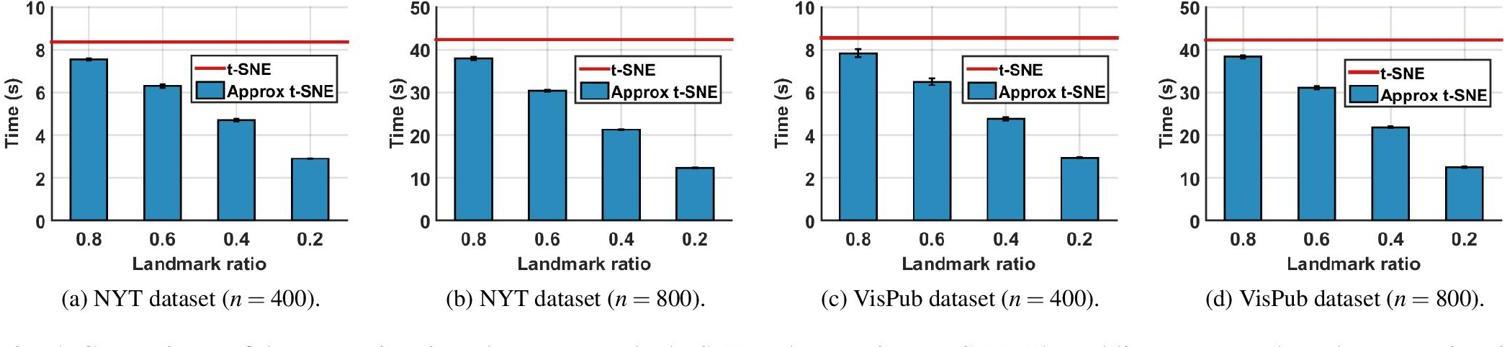 10
8
6
4
2
0
Time (s)
t-SNE
Approx t-SNE
0.8 0.6 0.4 0.2
Landmark ratio
(a) NYT dataset (n = 400).
50
40
30
20
10
0
Time (s)
t-SNE
Approx t-SNE
0.8 0.6 0.4 0.2
Landmark ratio
(b) NYT dataset (n = 800).
10
8
6
4
2
0
Time (s)
t-SNE
Approx t-SNE
0.8 0.6 0.4 0.2
Landmark ratio
(c) VisPub dataset (n = 400).
50
40
30
20
10
0
Time (s)
t-SNE
Approx t-SNE
0.8 0.6 0.4 0.2
Landmark ratio
(d) VisPub dataset (n = 800).